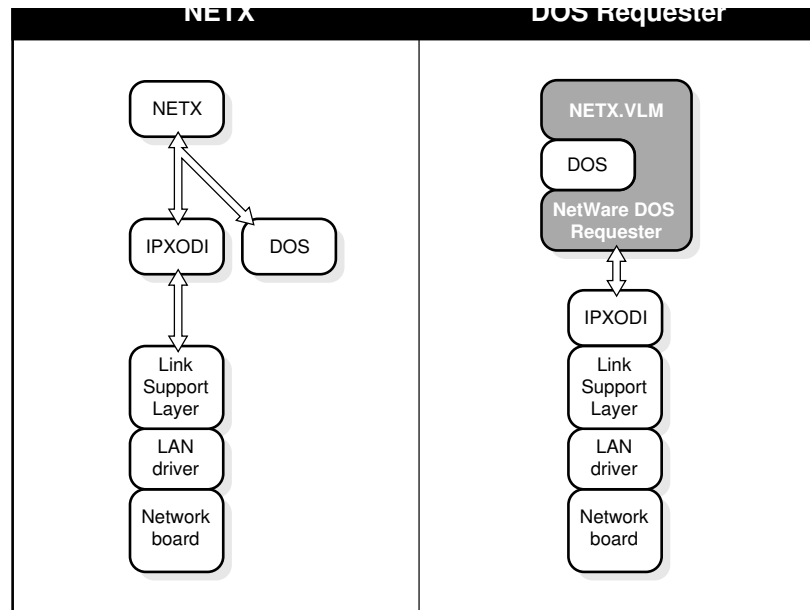 NETX
DOS Requester
NETX
IPXODI
DOS
Link
Support
Layer
LAN
driver
Network
board
NETX.VLM
DOS
NetWare DOS
Requester
IPXODI
Link
Support
Layer
LAN
driver
Network
board